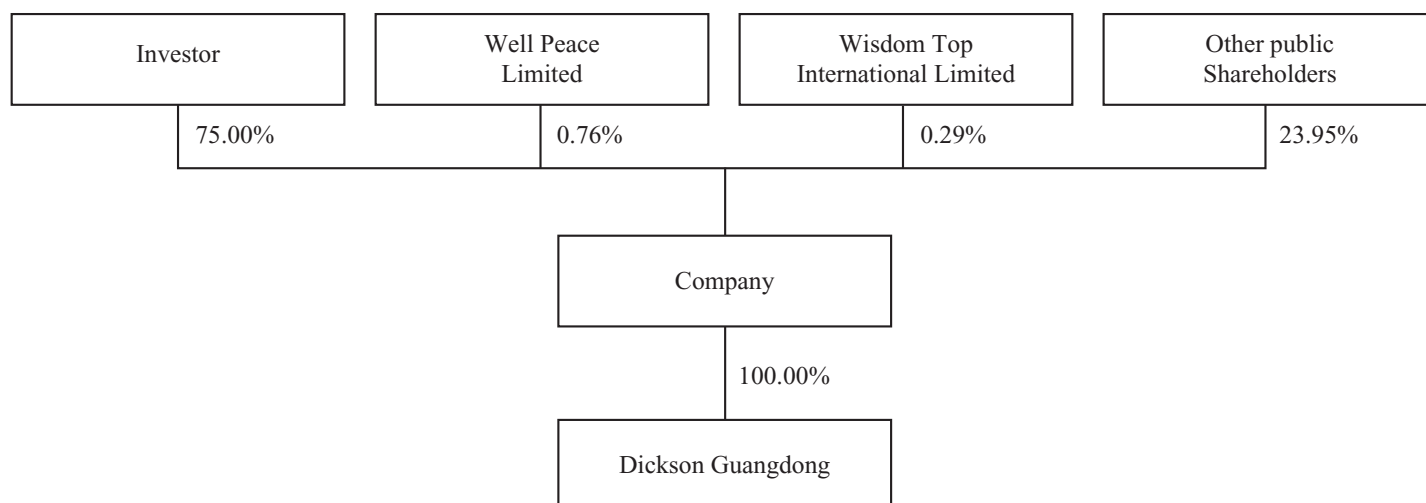 Investor
Well Peace
Limited
Wisdom Top
International Limited
Other public
Shareholders
75.00%
0.76%
0.29%
23.95%
Company
100.00%
Dickson Guangdong